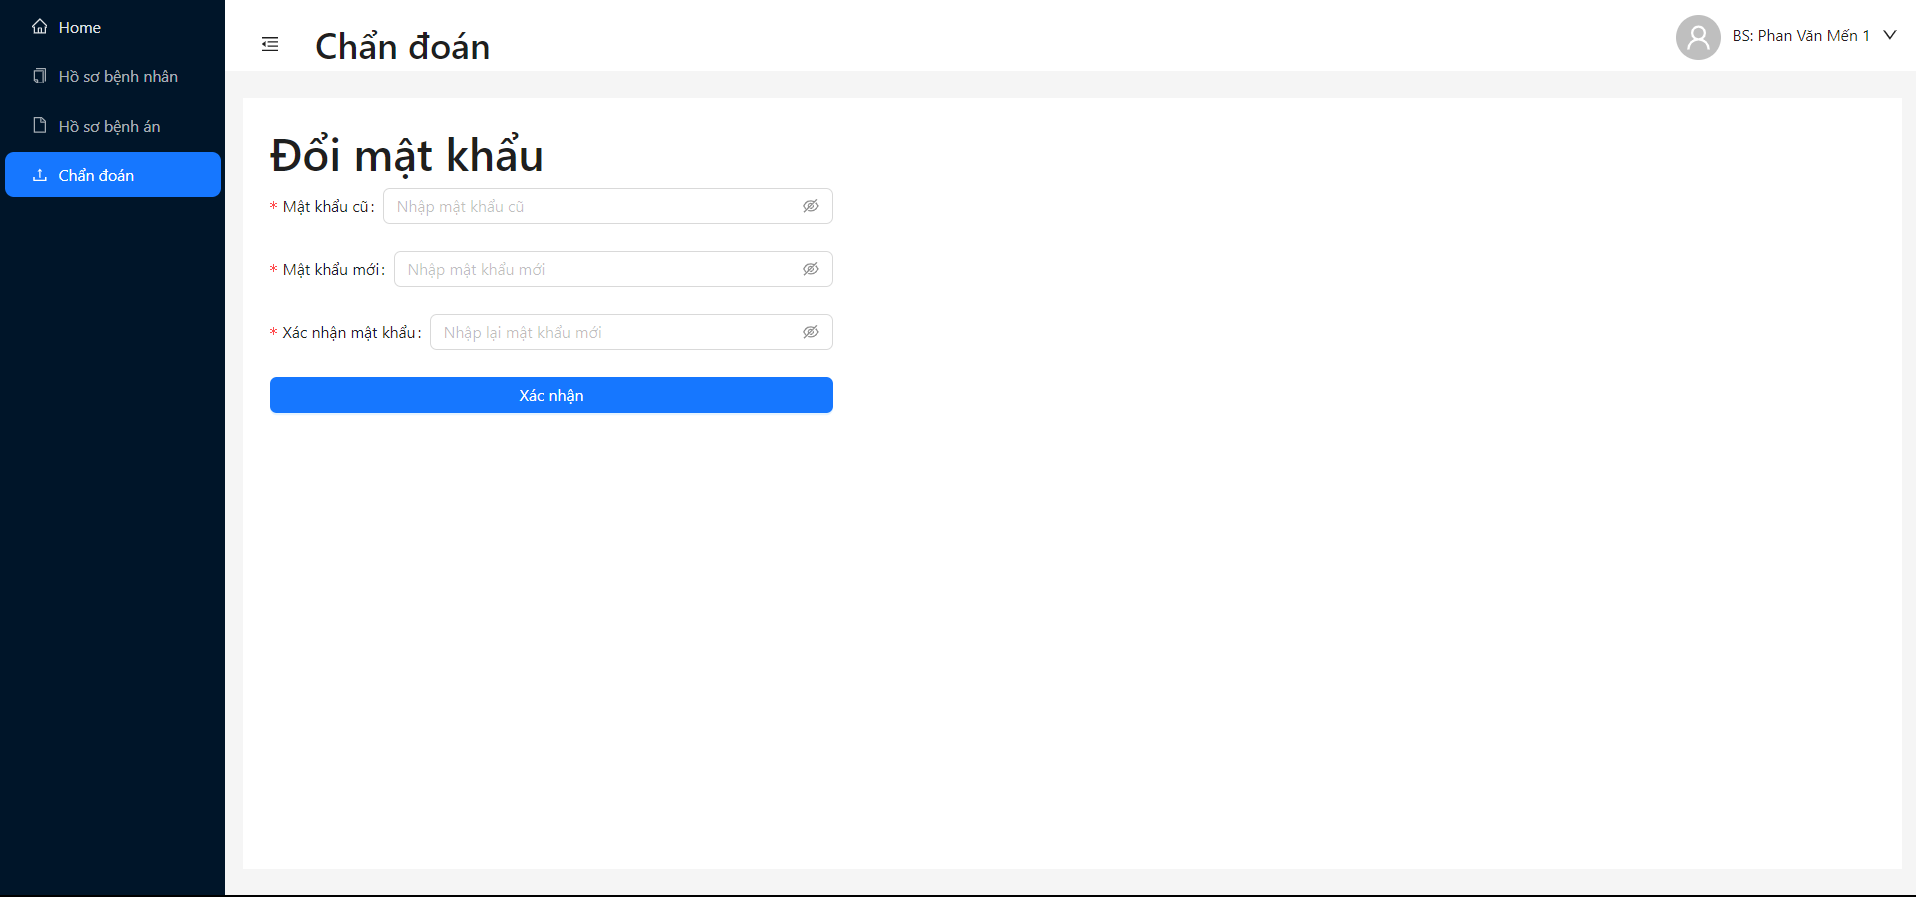 Home
Hồ sơ bệnh nhân
Hồ sơ bệnh án
Chẩn đoán
Chẩn đoán
BS: Phan Văn Mến 1
Đổi mật khẩu
* Mật khẩu cũ: Nhập mật khẩu cũ
* Mật khẩu mới: Nhập mật khẩu mới
* Xác nhận mật khẩu: Nhập lại mật khẩu mới
Xác nhận